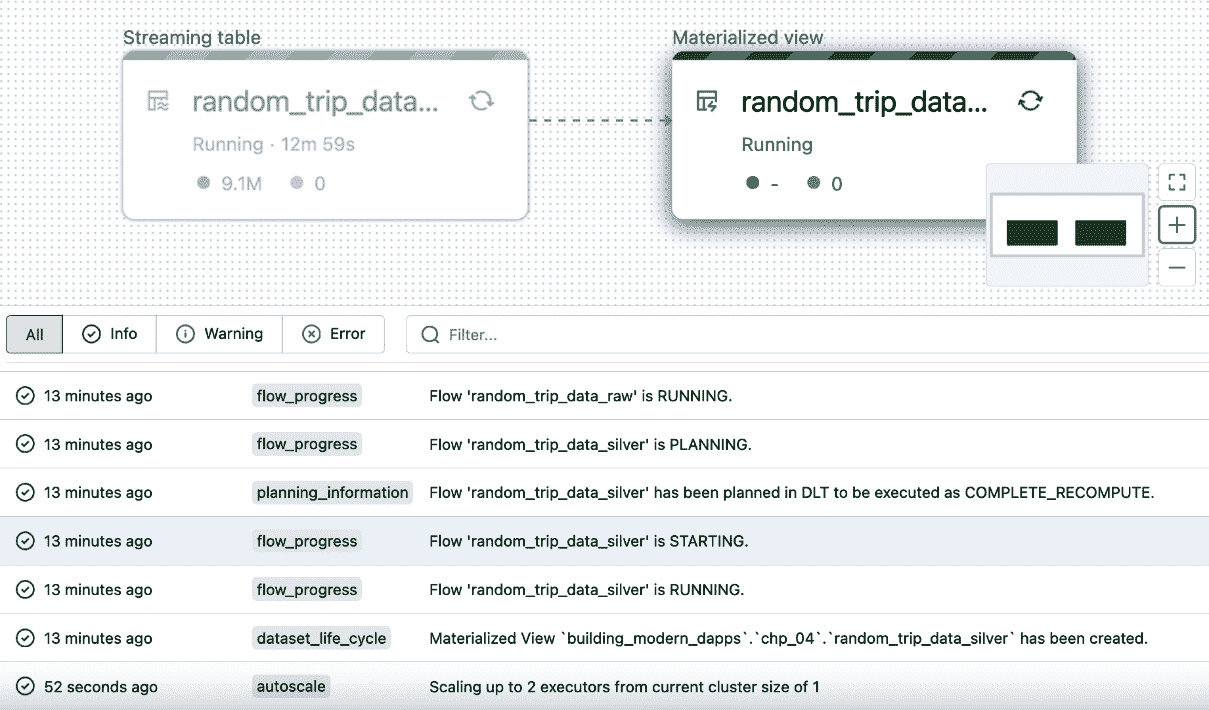 Streaming table
Materialized view
random_trip_data...
random_trip_data...
Running · 12m 59s
Running
9.1M 0
- 0
All Info Warning Error Filter...
13 minutes ago flow_progress Flow 'random_trip_data_raw' is RUNNING.
13 minutes ago flow_progress Flow 'random_trip_data_silver' is PLANNING.
13 minutes ago planning_information Flow 'random_trip_data_silver' has been planned in DLT to be executed as COMPLETE_RECOMPUTE.
13 minutes ago flow_progress Flow 'random_trip_data_silver' is STARTING.
13 minutes ago flow_progress Flow 'random_trip_data_silver' is RUNNING.
13 minutes ago dataset_life_cycle Materialized View `building_modern_dapps`.`chp_04`.`random_trip_data_silver` has been created.
52 seconds ago autoscale Scaling up to 2 executors from current cluster size of 1